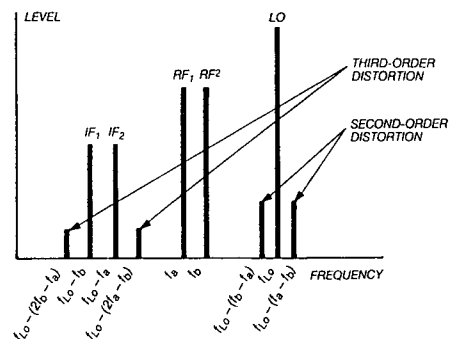 LEVEL
LO
THIRD-ORDER
DISTORTION
RF1 RF2
SECOND-ORDER
DISTORTION
IF1 IF2
fLo-(2fb-fa)
fLo-fb
fLo-fa
fLo-(2fa-fb)
fa
fb
fLo-(fb-fa)
fLo
fLo-(fa-fb)
FREQUENCY